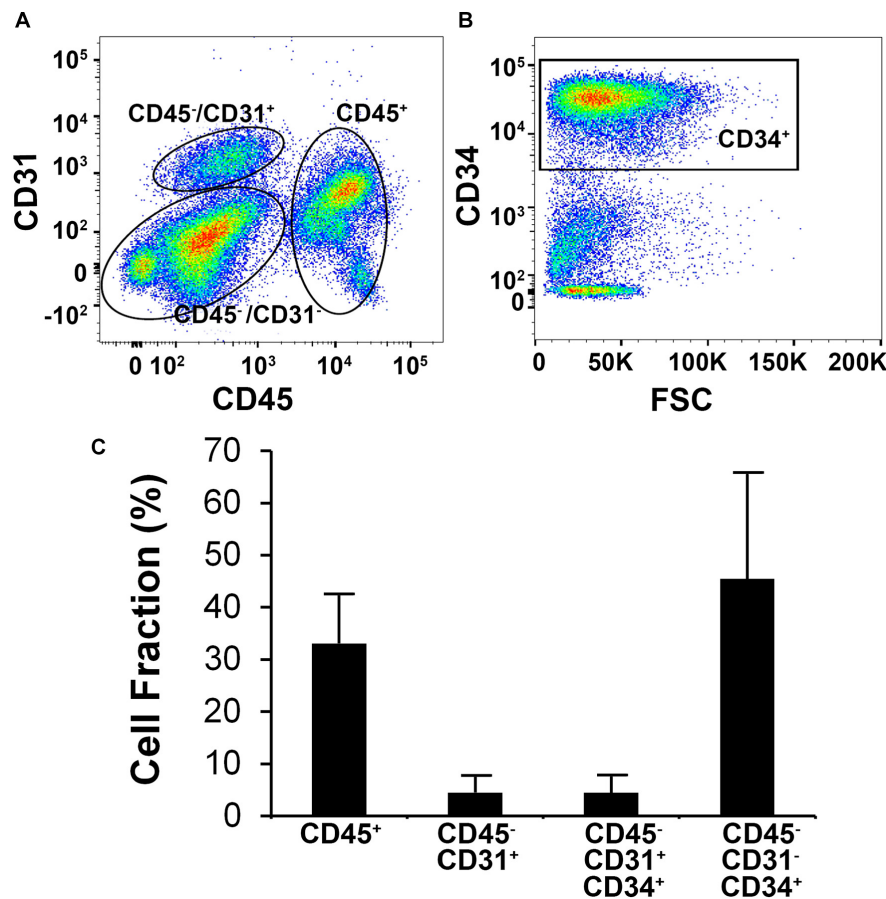 A
CD31
10⁵
10⁴
10³
10²
0
-10²
CD45⁻/CD31⁺
CD45⁺
CD45⁻/CD31⁻
0 10² 10³ 10⁴ 10⁵
CD45
B
CD34
10⁵
10⁴
10³
10²
0
CD34⁺
0 50K 100K 150K 200K
FSC
C
Cell Fraction (%)
70
60
50
40
30
20
10
0
CD45⁺
CD45⁻
CD31⁺
CD45⁻
CD31⁺
CD34⁺
CD45⁻
CD31⁻
CD34⁺